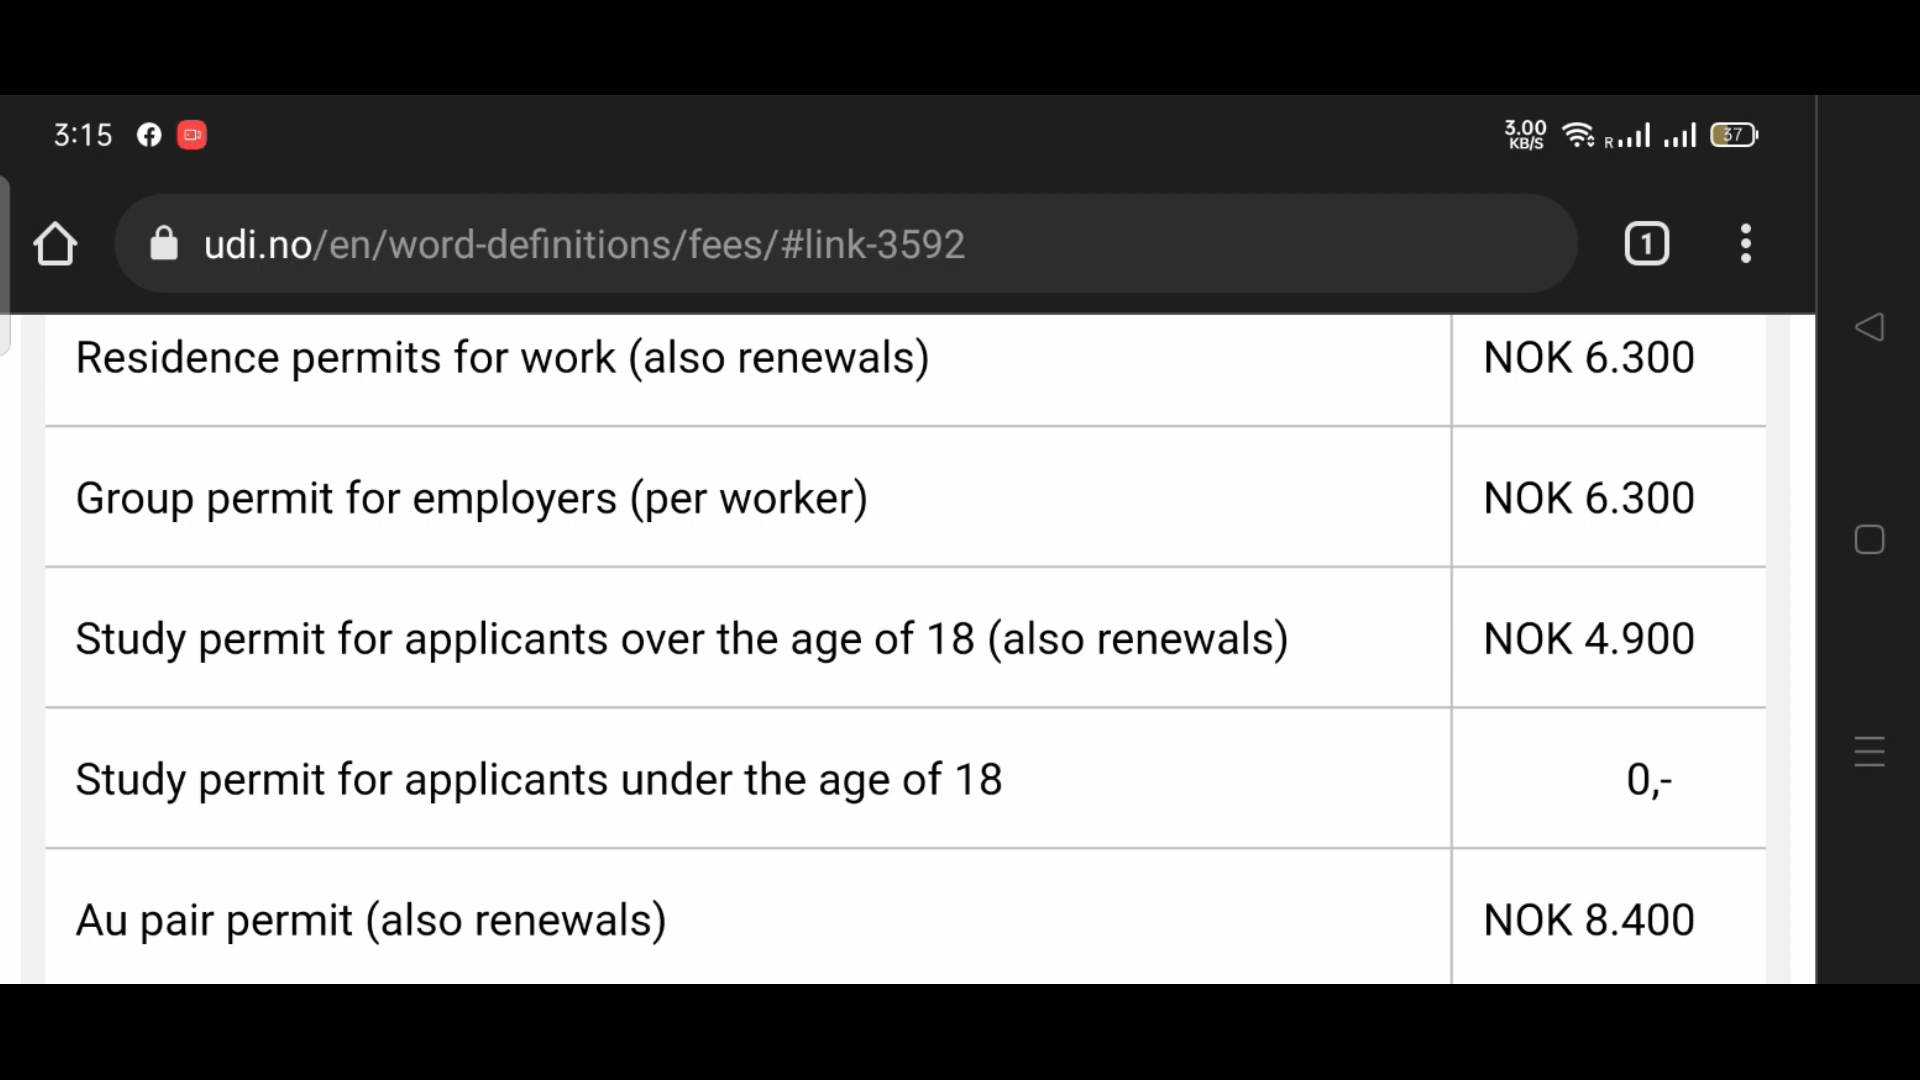 3:15
3.00
KB/S
R
37
udi.no/en/word-definitions/fees/#link-3592
1
Residence permits for work (also renewals) NOK 6.300
Group permit for employers (per worker) NOK 6.300
Study permit for applicants over the age of 18 (also renewals) NOK 4.900
Study permit for applicants under the age of 18 0,-
Au pair permit (also renewals) NOK 8.400